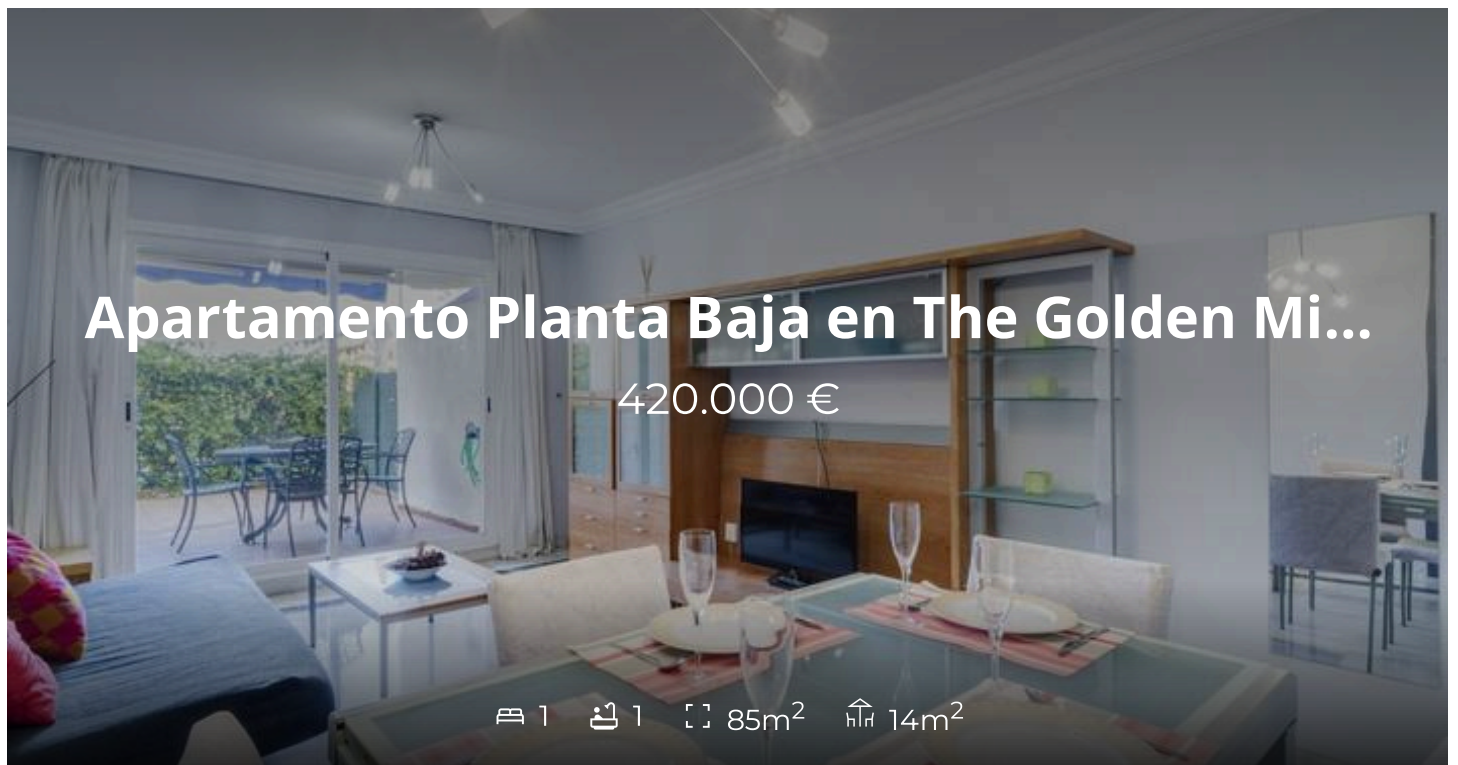 Apartamento Planta Baja en The Golden Mi...
420.000 €
1 1 85m² 14m²